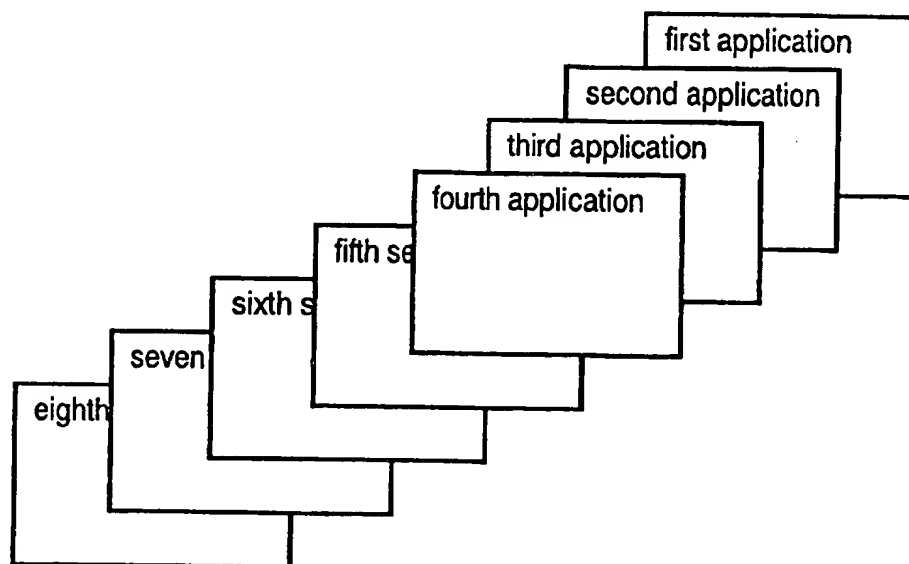 first application
second application
third application
fourth application
fifth se
sixth s
seven
eighth